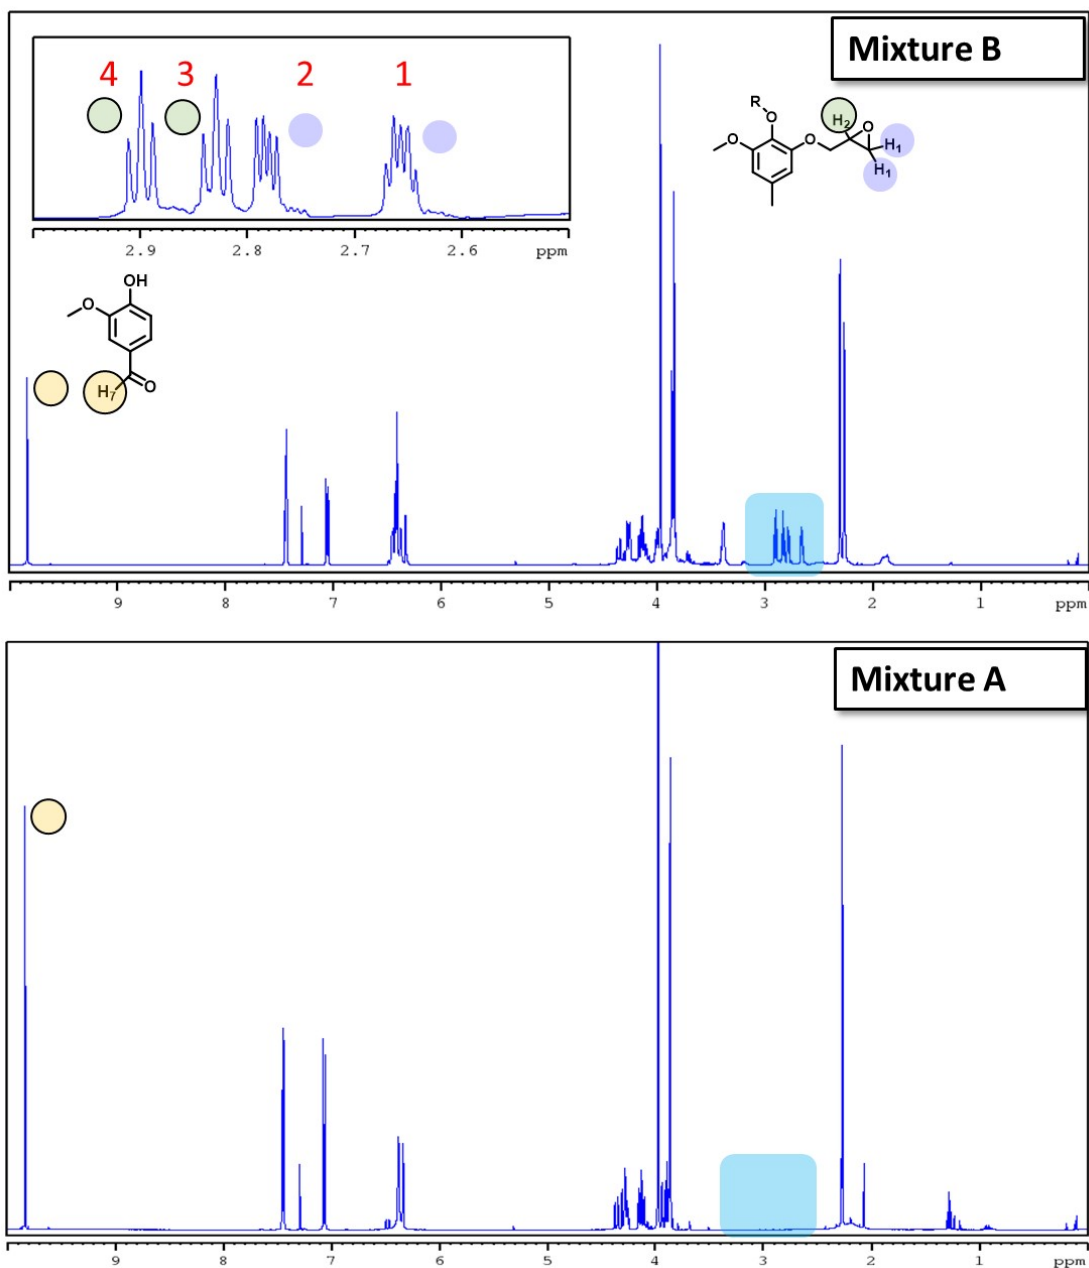 Mixture B
4 3 2 1
2.9 2.8 2.7 2.6 ppm
R
O
H₂ O
O O H₁
H₁
OH
O
H₇ O
9 8 7 6 5 4 3 2 1 ppm
Mixture A
9 8 7 6 5 4 3 2 1 ppm